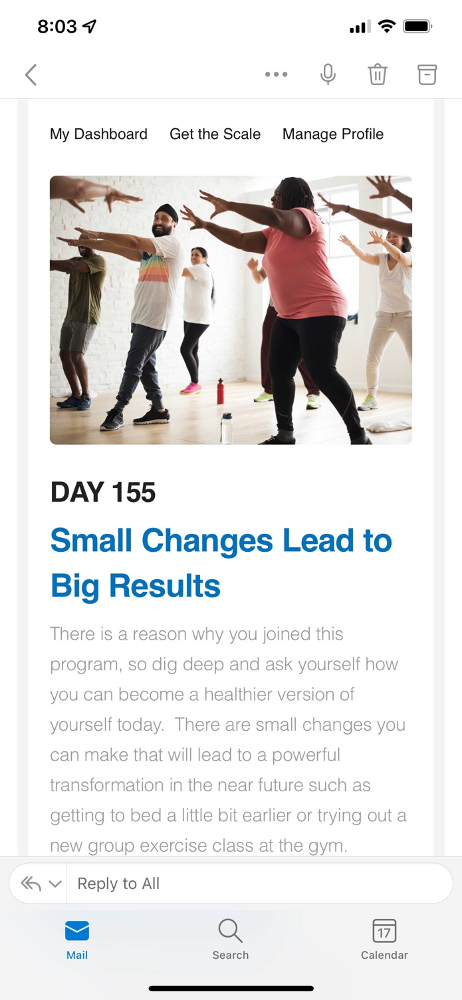 8:03
My Dashboard Get the Scale Manage Profile
DAY 155
Small Changes Lead to
Big Results
There is a reason why you joined this
program, so dig deep and ask yourself how
you can become a healthier version of
yourself today.  There are small changes you
can make that will lead to a powerful
transformation in the near future such as
getting to bed a little bit earlier or trying out a
new group exercise class at the gym.
Reply to All
17
Mail Search Calendar